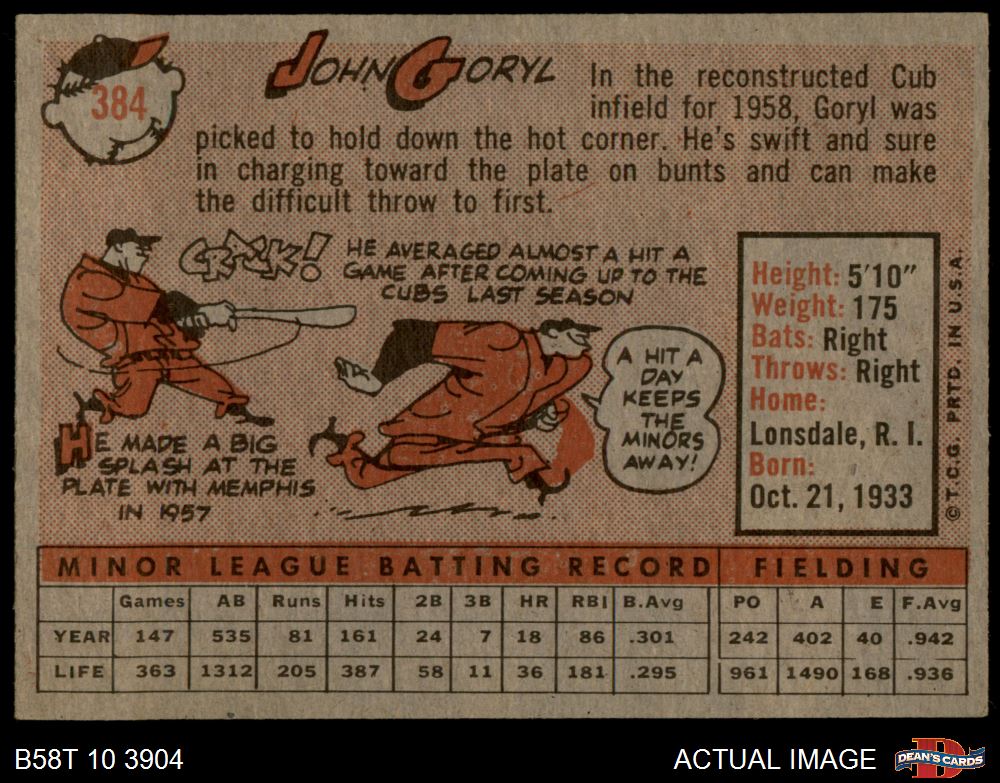 384
JOHN GORYL
In the reconstructed Cub
infield for 1958, Goryl was
picked to hold down the hot corner. He's swift and sure
in charging toward the plate on bunts and can make
the difficult throw to first.
CRACK!
HE AVERAGED ALMOST A HIT A
GAME AFTER COMING UP TO THE
CUBS LAST SEASON
A HIT A
DAY
KEEPS
THE
MINORS
AWAY!
HE MADE A BIG
SPLASH AT THE
PLATE WITH MEMPHIS
IN 1957
Height: 5'10"
Weight: 175
Bats: Right
Throws: Right
Home:
Lonsdale, R. I.
Born:
Oct. 21, 1933
© T.C.G. PRTD. IN U.S.A.
MINOR LEAGUE BATTING RECORD FIELDING
Games AB Runs Hits 2B 3B HR RBI B.Avg PO A E F.Avg
YEAR 147 535 81 161 24 7 18 86 .301 242 402 40 .942
LIFE 363 1312 205 387 58 11 36 181 .295 961 1490 168 .936
B58T 10 3904
ACTUAL IMAGE
D
DEAN'S CARDS